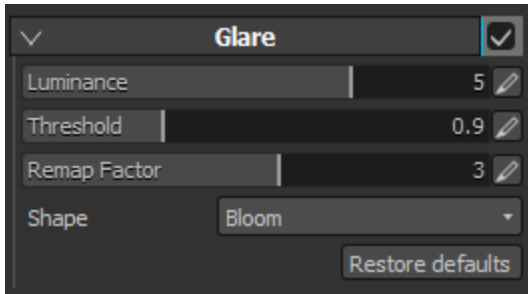 Glare
Luminance 5
Threshold 0.9
Remap Factor 3
Shape Bloom
Restore defaults